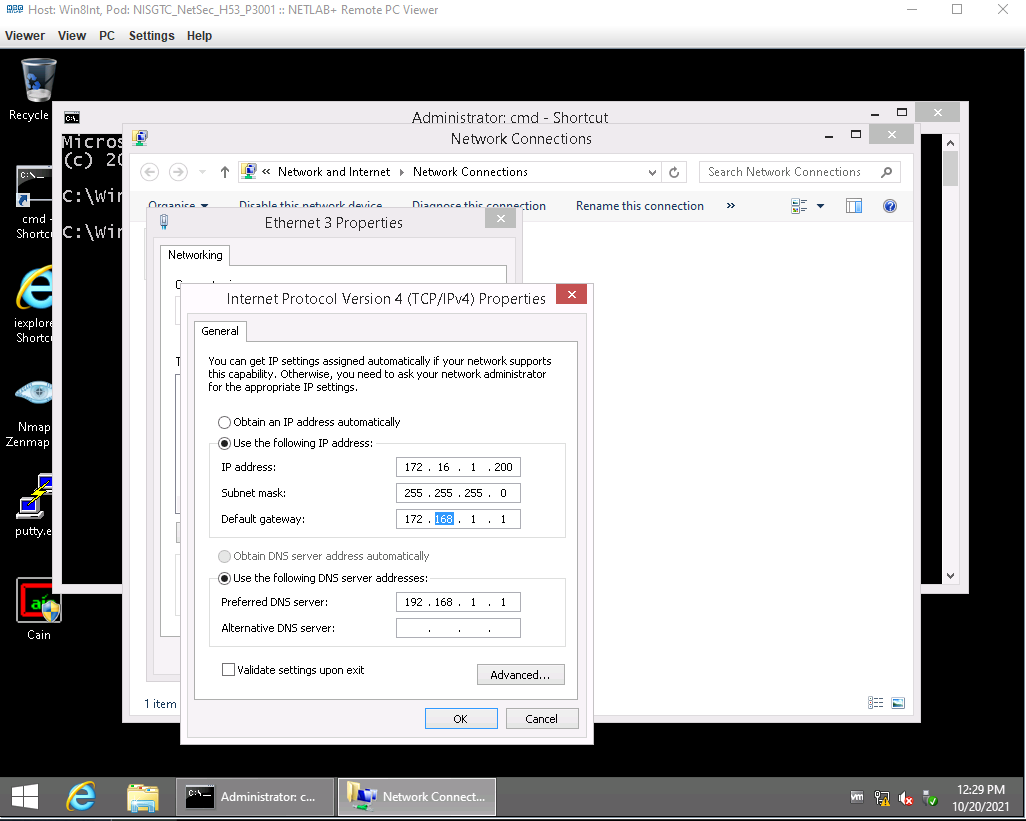 Host: Win8Int, Pod: NISGTC_NetSec_H53_P3001 :: NETLAB+ Remote PC Viewer
Viewer View PC Settings Help
Recycle
Administrator: cmd - Shortcut
Network Connections
Micros
(c) 20
Network and Internet Network Connections
Search Network Connections
C:\Wir
Organise Disable this network device Diagnose this connection Rename this connection »
cmd -
Shortc
C:\Wir
Ethernet 3 Properties
Networking
Internet Protocol Version 4 (TCP/IPv4) Properties
General
iexplore
Shortc
You can get IP settings assigned automatically if your network supports
this capability. Otherwise, you need to ask your network administrator
for the appropriate IP settings.
Obtain an IP address automatically
Use the following IP address:
IP address: 172 . 16 . 1 . 200
Subnet mask: 255 . 255 . 255 . 0
Default gateway: 172 . 168 . 1 . 1
Nmap
Zenmap
putty.e
Obtain DNS server address automatically
Use the following DNS server addresses:
Preferred DNS server: 192 . 168 . 1 . 1
Alternative DNS server: . . .
Cain
Validate settings upon exit
Advanced...
1 item
OK Cancel
Administrator: c...
Network Connect...
vm
12:29 PM
10/20/2021